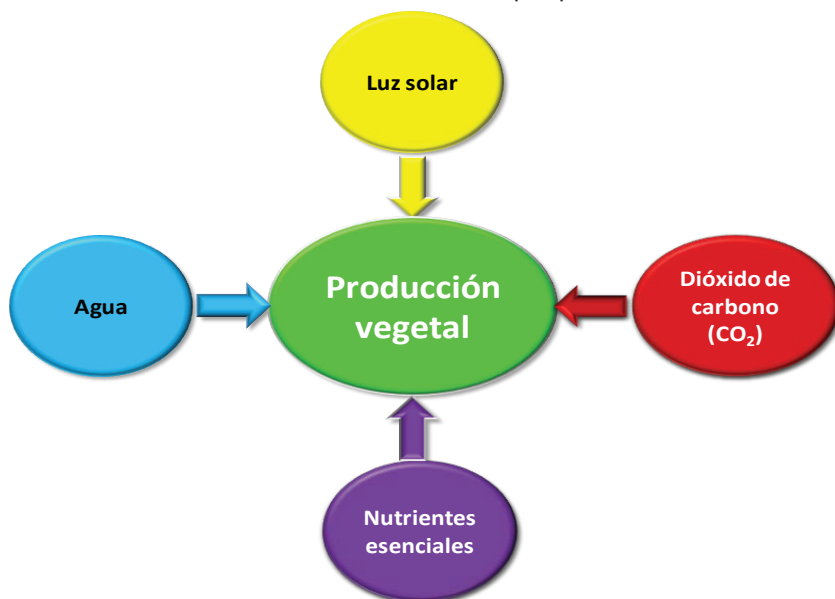 Luz solar
Agua
Producción
vegetal
Dióxido de
carbono
(CO₂)
Nutrientes
esenciales